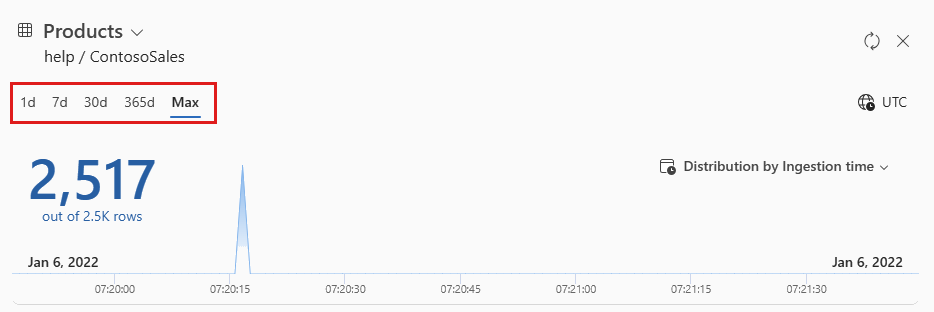 Products
help / ContosoSales
1d 7d 30d 365d Max
UTC
2,517
out of 2.5K rows
Distribution by Ingestion time
Jan 6, 2022 Jan 6, 2022
07:20:00 07:20:15 07:20:30 07:20:45 07:21:00 07:21:15 07:21:30